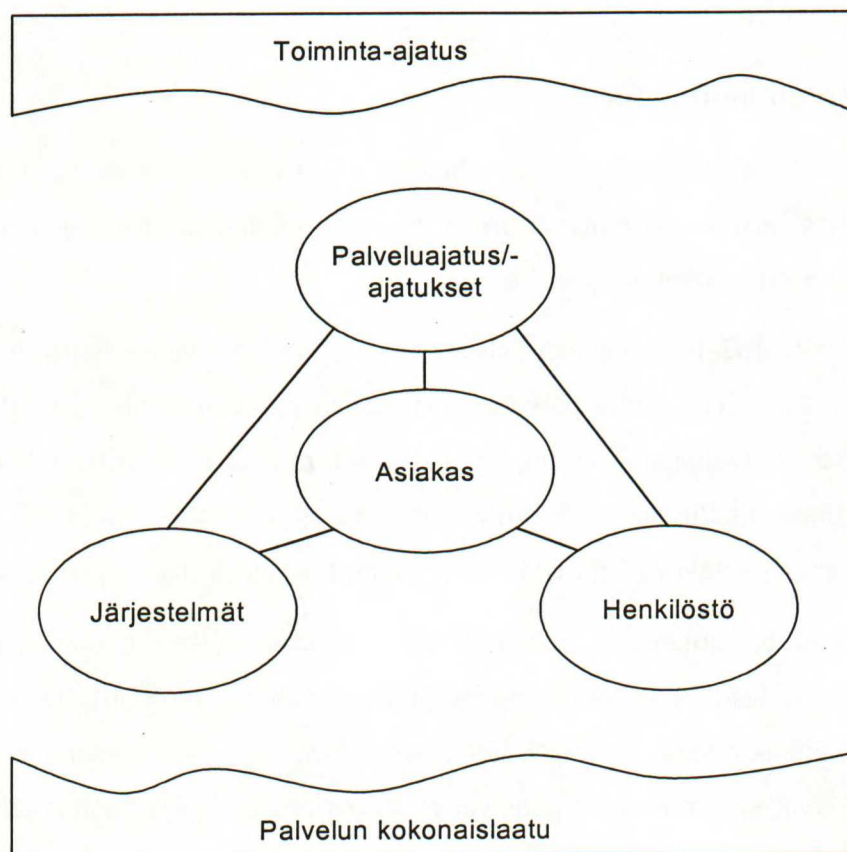 Toiminta-ajatus
Palveluajatus/-
ajatukset
Asiakas
Järjestelmät
Henkilöstö
Palvelun kokonaislaatu